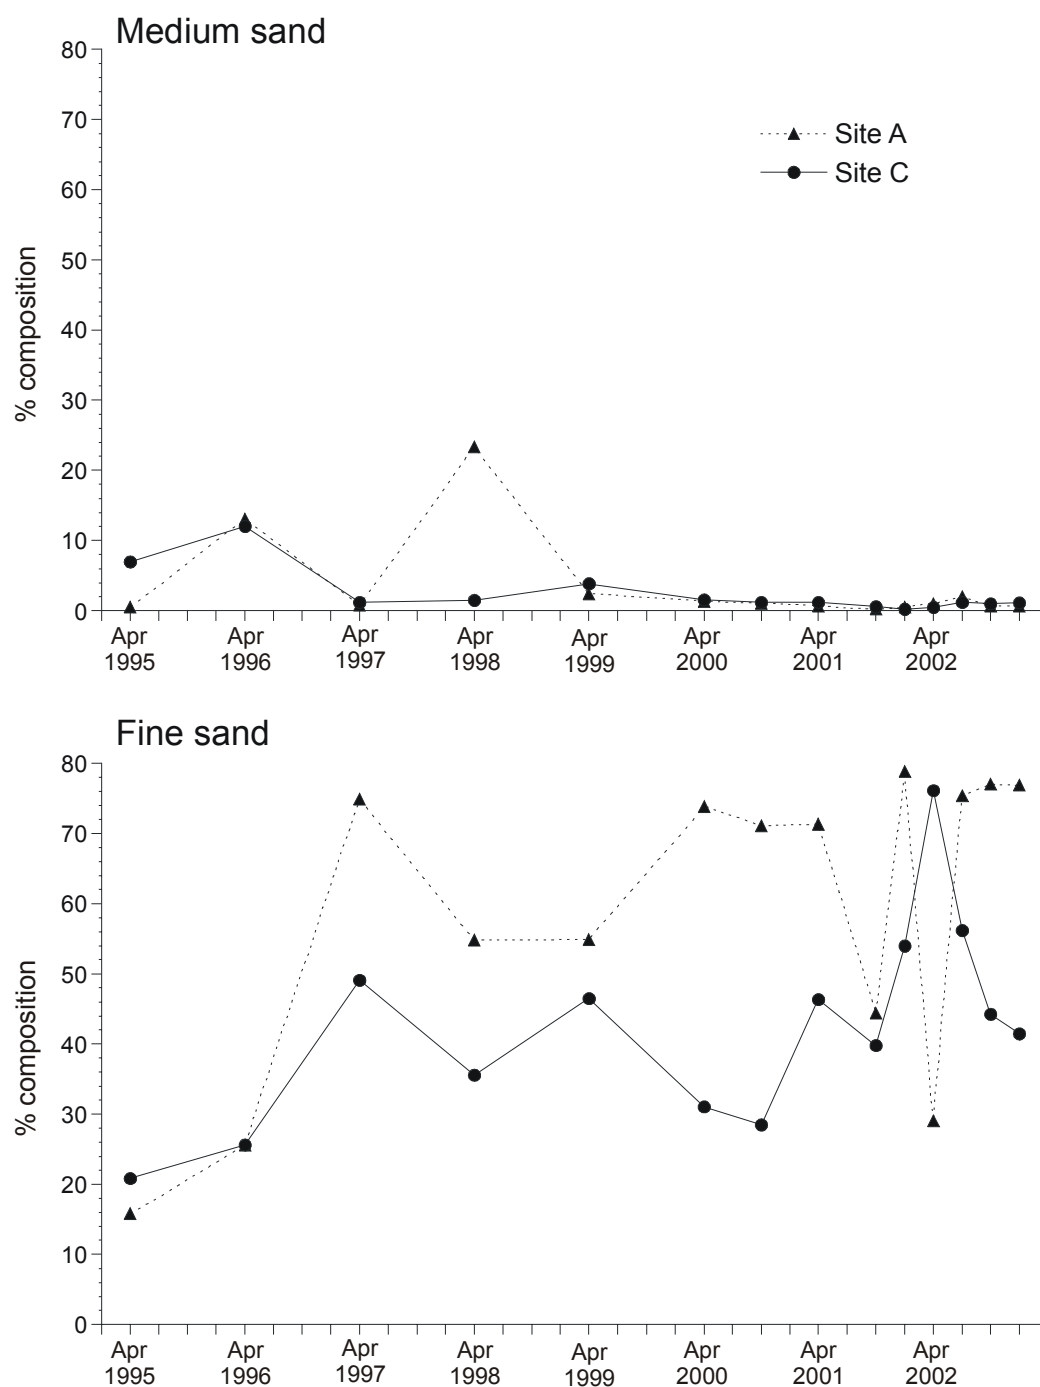 Medium sand
80
70
60
50
40
30
20
10
0
% composition
Site A
Site C
Apr 1995
Apr 1996
Apr 1997
Apr 1998
Apr 1999
Apr 2000
Apr 2001
Apr 2002
Fine sand
80
70
60
50
40
30
20
10
0
% composition
Apr 1995
Apr 1996
Apr 1997
Apr 1998
Apr 1999
Apr 2000
Apr 2001
Apr 2002